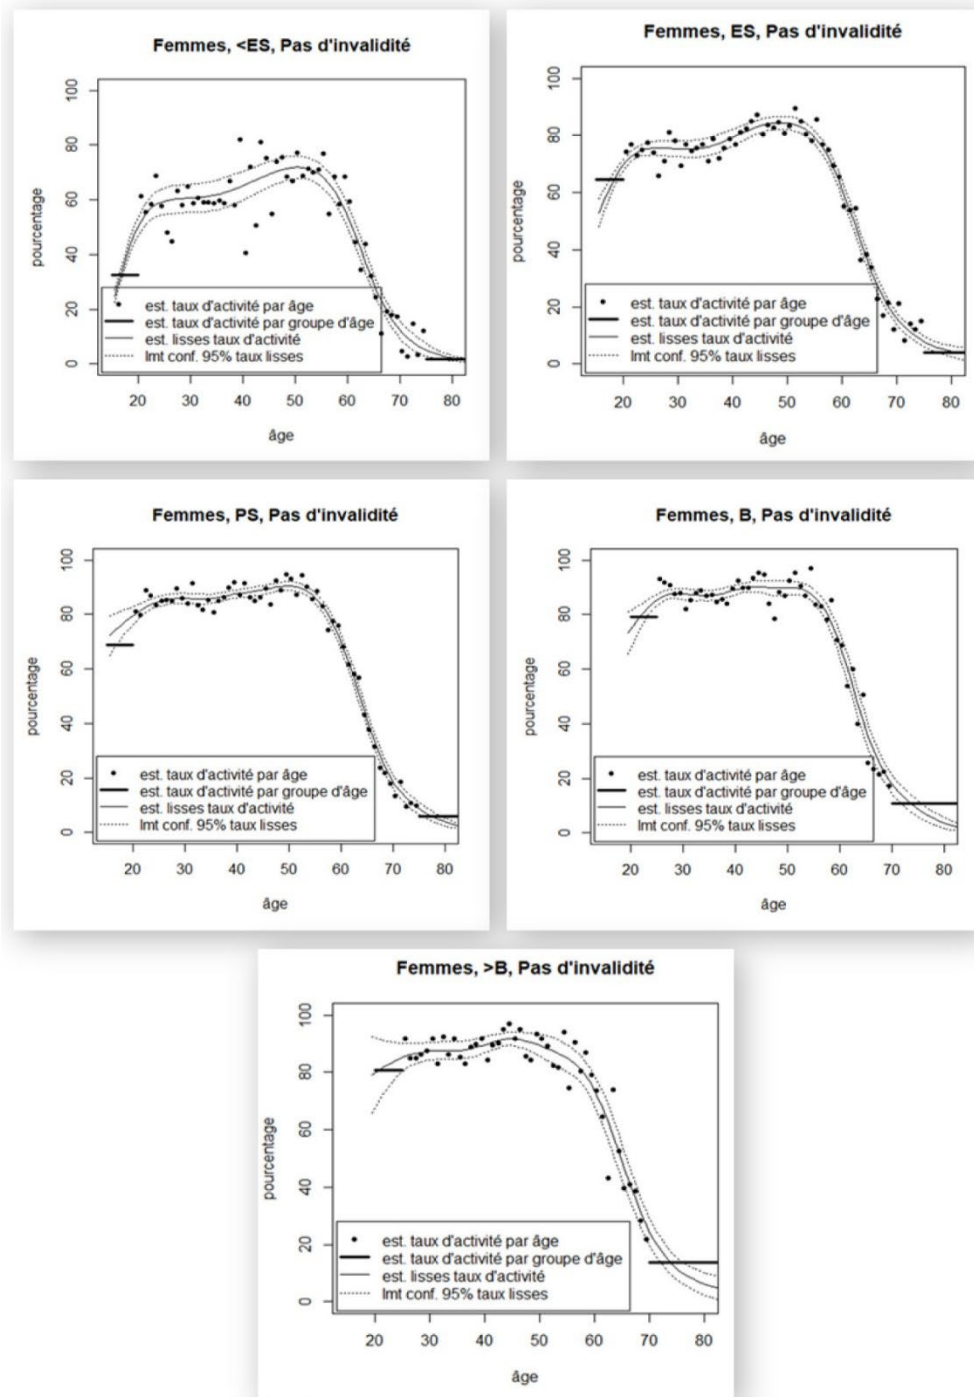 Femmes, <ES, Pas d'invalidité
pourcentage
100
80
60
40
20
0
est. taux d'activité par âge
est. taux d'activité par groupe d'âge
est. lisses taux d'activité
lmt conf. 95% taux lisses
20 30 40 50 60 70 80
âge
Femmes, ES, Pas d'invalidité
pourcentage
100
80
60
40
20
0
est. taux d'activité par âge
est. taux d'activité par groupe d'âge
est. lisses taux d'activité
lmt conf. 95% taux lisses
20 30 40 50 60 70 80
âge
Femmes, PS, Pas d'invalidité
pourcentage
100
80
60
40
20
0
est. taux d'activité par âge
est. taux d'activité par groupe d'âge
est. lisses taux d'activité
lmt conf. 95% taux lisses
20 30 40 50 60 70 80
âge
Femmes, B, Pas d'invalidité
pourcentage
100
80
60
40
20
0
est. taux d'activité par âge
est. taux d'activité par groupe d'âge
est. lisses taux d'activité
lmt conf. 95% taux lisses
20 30 40 50 60 70 80
âge
Femmes, >B, Pas d'invalidité
pourcentage
100
80
60
40
20
0
est. taux d'activité par âge
est. taux d'activité par groupe d'âge
est. lisses taux d'activité
lmt conf. 95% taux lisses
20 30 40 50 60 70 80
âge